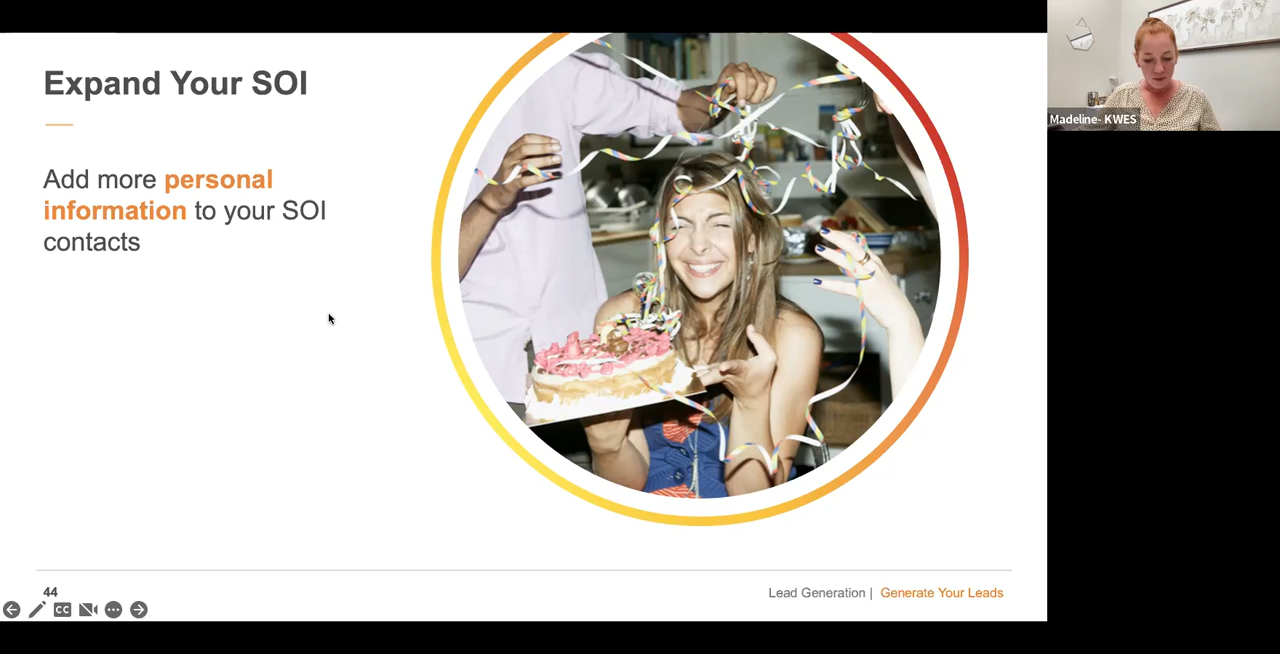 Expand Your SOI
Add more personal
information to your SOI
contacts
44
Lead Generation | Generate Your Leads
CC
Madeline- KWES